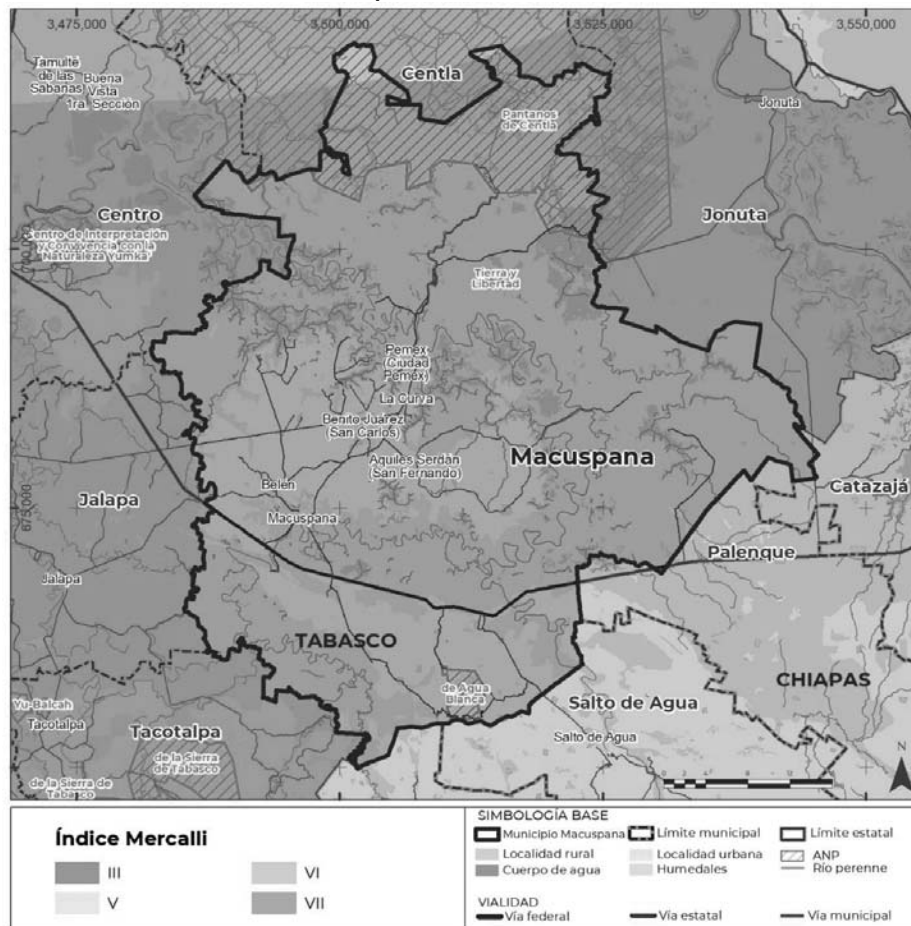 3,475,000
3,500,000
3,525,000
3,550,000
Tamulté
de las
Sabanas
Buena
Vista
1ra. Sección
Centla
Pantanos
de Centla
Jonuta
Centro
Centro de Interpretación
y Convivencia con la
Naturaleza Yumka'
Jonuta
Tierra y
Libertad
Pemex
(Ciudad
Pemex)
La Curva
Benito Juárez
(San Carlos)
Aquiles Serdán
(San Fernando)
Macuspana
Belen
Catazajá
675,000
Jalapa
Macuspana
Palenque
Jalapa
TABASCO
CHIAPAS
de Agua
Blanca
Salto de Agua
Yu-Balcah
Tacotalpa
Tacotalpa
de la Sierra
de Tabasco
Salto de Agua
de la Sierra de
Tabasco
N
Índice Mercalli
III
VI
V
VII
SIMBOLOGÍA BASE
Municipio Macuspana
Límite municipal
Límite estatal
Localidad rural
Localidad urbana
ANP
Cuerpo de agua
Humedales
Río perenne
VIALIDAD
Vía federal
Vía estatal
Vía municipal